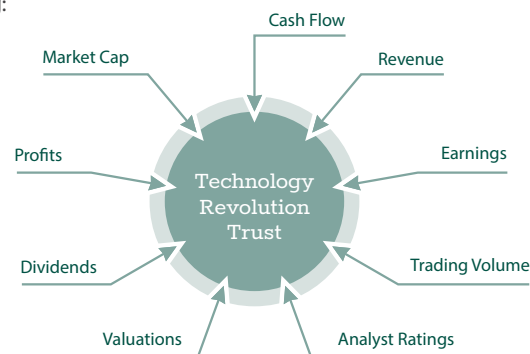 Cash Flow
Market Cap
Revenue
Profits
Earnings
Technology
Revolution
Trust
Dividends
Trading Volume
Valuations
Analyst Ratings